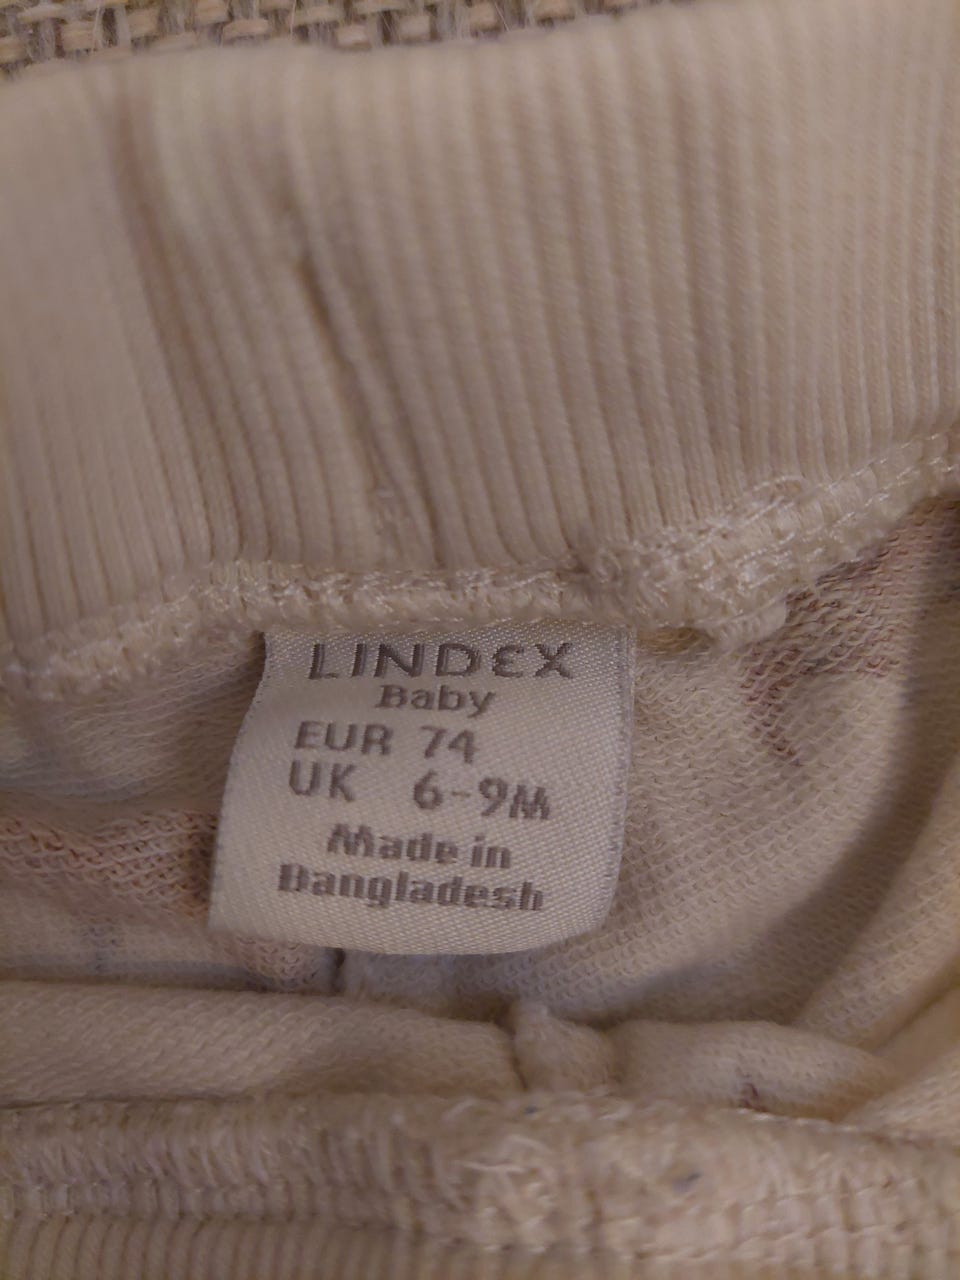 LINDEX
Baby
EUR 74
UK 6-9M
Made in
Bangladesh